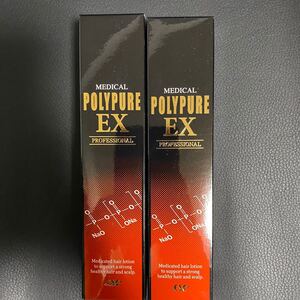 MEDICAL
POLYPURE
EX
PROFESSIONAL
NaO
ONa
Medicated hair lotion
to support a strong
healthy hair and scalp.
MEDICAL
POLYPURE
EX
PROFESSIONAL
NaO
ONa
Medicated hair lotion
to support a strong
healthy hair and scalp.